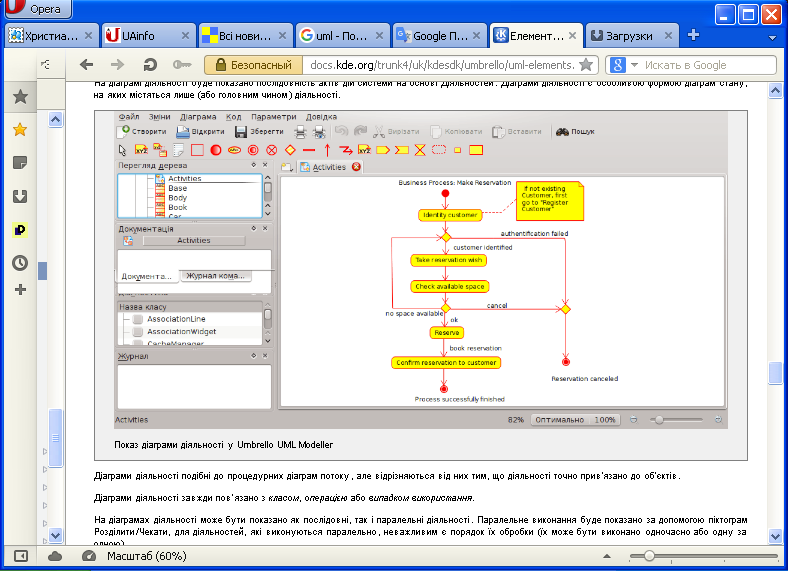 Opera
Христиа...
UAinfo
Всі нови...
uml - По...
Google П...
Елемент...
Загрузки
Безопасный
docs.kde.org/trunk4/uk/kdesdk/umbrello/uml-elements.
Искать в Google
На діаграмі діяльності буде показано послідовність актів дій системи на основі Діяльностей. Діаграми діяльності є особливою формою діаграм стану,
на яких містяться лише (або головним чином) діяльності.
Файл Зміни Діаграма Код Параметри Довідка
Створити Відкрити Зберегти Вирізати Копіювати Вставити Пошук
Перегляд дерева
Activities
Base
Body
Book
Car
Документація
Activities
Документа...
Журнал кома...
Назва класу
AssociationLine
AssociationWidget
CacheManager
Журнал
Activities
Business Process: Make Reservation
If not existing
Customer, first
go to "Register
Customer"
Identify customer
authentification failed
customer identified
Take reservation wish
Check available space
no space available
cancel
ok
Reserve
book reservation
Confirm reservation to customer
Reservation canceled
Process successfully finished
Activities
82%
Оптимально
100%
Показ діаграми діяльності у Umbrello UML Modeller
Діаграми діяльності подібні до процедурних діаграм потоку, але відрізняються від них тим, що діяльності точно прив'язано до об'єктів.
Діаграми діяльності завжди пов'язано з класом, операцією або випадком використання.
На діаграмах діяльності може бути показано як послідовні, так і паралельні діяльності. Паралельне виконання буде показано за допомогою піктограм
Розділити/Чекати, для діяльностей, які виконуються паралельно, неважливим є порядок їх обробки (їх може бути виконано одночасно або одну за
одною)
Масштаб (60%)